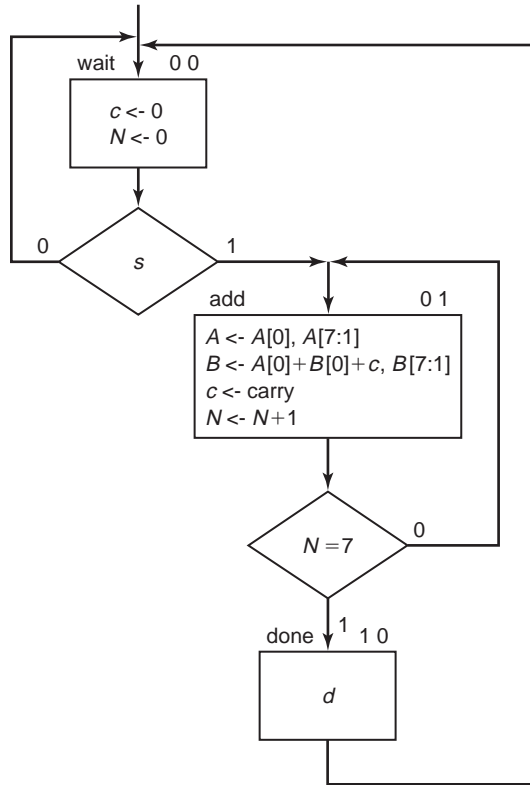 wait 0 0
c <- 0
N <- 0
0 s 1
add 0 1
A <- A[0], A[7:1]
B <- A[0]+B[0]+c, B[7:1]
c <- carry
N <- N+1
N=7 0
1
done 1 0
d